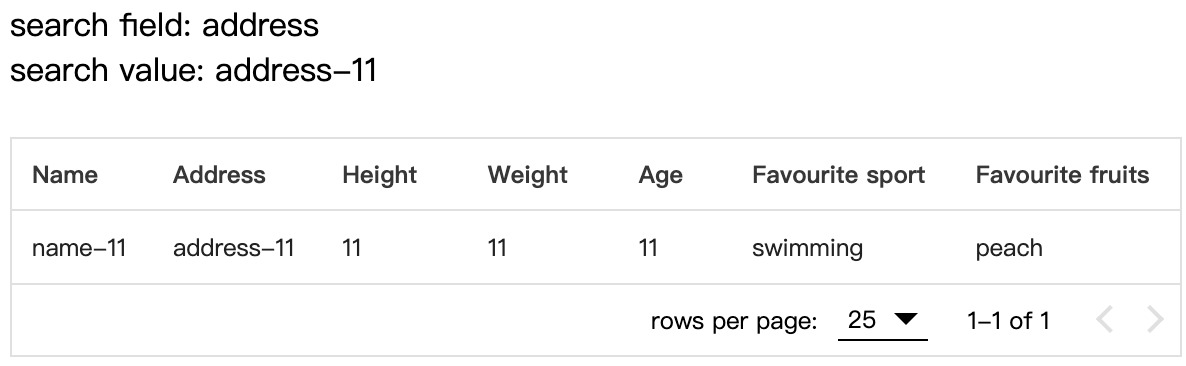 search field: address
search value: address-11
Name Address Height Weight Age Favourite sport Favourite fruits
name-11 address-11 11 11 11 swimming peach
rows per page: 25 1-1 of 1